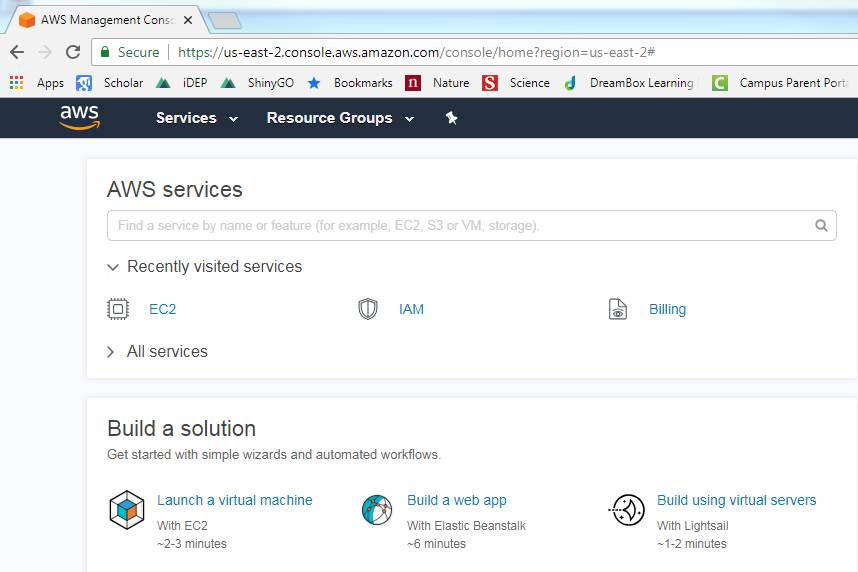 AWS Management Conso
Secure https://us-east-2.console.aws.amazon.com/console/home?region=us-east-2#
Apps Scholar iDEP ShinyGO Bookmarks n Nature S Science d DreamBox Learning C Campus Parent Porta
aws Services Resource Groups
AWS services
Find a service by name or feature (for example, EC2, S3 or VM, storage).
Recently visited services
EC2 IAM Billing
All services
Build a solution
Get started with simple wizards and automated workflows.
Launch a virtual machine Build a web app Build using virtual servers
With EC2 With Elastic Beanstalk With Lightsail
~2-3 minutes ~6 minutes ~1-2 minutes